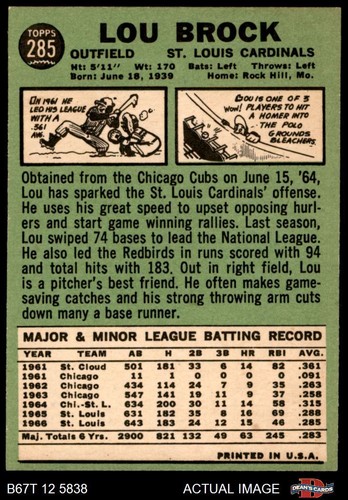 TOPPS
285
LOU BROCK
OUTFIELD ST. LOUIS CARDINALS
Ht: 5'11" Wt: 170 Bats: Left Throws: Left
Born: June 18, 1939 Home: Rock Hill, Mo.
IN 1961 HE
LED HIS LEAGUE
WITH A
.361
AVE.
LOU IS ONE OF 3
Wow! PLAYERS TO HIT
A HOMER INTO
THE POLO
GROUNDS
BLEACHERS.
Obtained from the Chicago Cubs on June 15, '64,
Lou has sparked the St. Louis Cardinals' offense.
He uses his great speed to upset opposing hurl-
ers and start game winning rallies. Last season,
Lou swiped 74 bases to lead the National League.
He also led the Redbirds in runs scored with 94
and total hits with 183. Out in right field, Lou
is a pitcher's best friend. He often makes game-
saving catches and his strong throwing arm cuts
down many a base runner.
MAJOR & MINOR LEAGUE BATTING RECORD
YEAR TEAM AB H 2B 3B HR RBI AVG.
1961 St. Cloud 501 181 33 6 14 82 .361
1961 Chicago 11 1 0 0 0 0 .091
1962 Chicago 434 114 24 7 9 35 .263
1963 Chicago 547 141 19 11 9 37 .258
1964 Chi.-St. L. 634 200 30 11 14 58 .315
1965 St. Louis 631 182 35 8 16 69 .288
1966 St. Louis 643 183 24 12 15 46 .285
Maj. Totals 6 Yrs. 2900 821 132 49 63 245 .283
PRINTED IN U.S.A.
B67T 12 5838 ACTUAL IMAGE DEAN'S CARDS